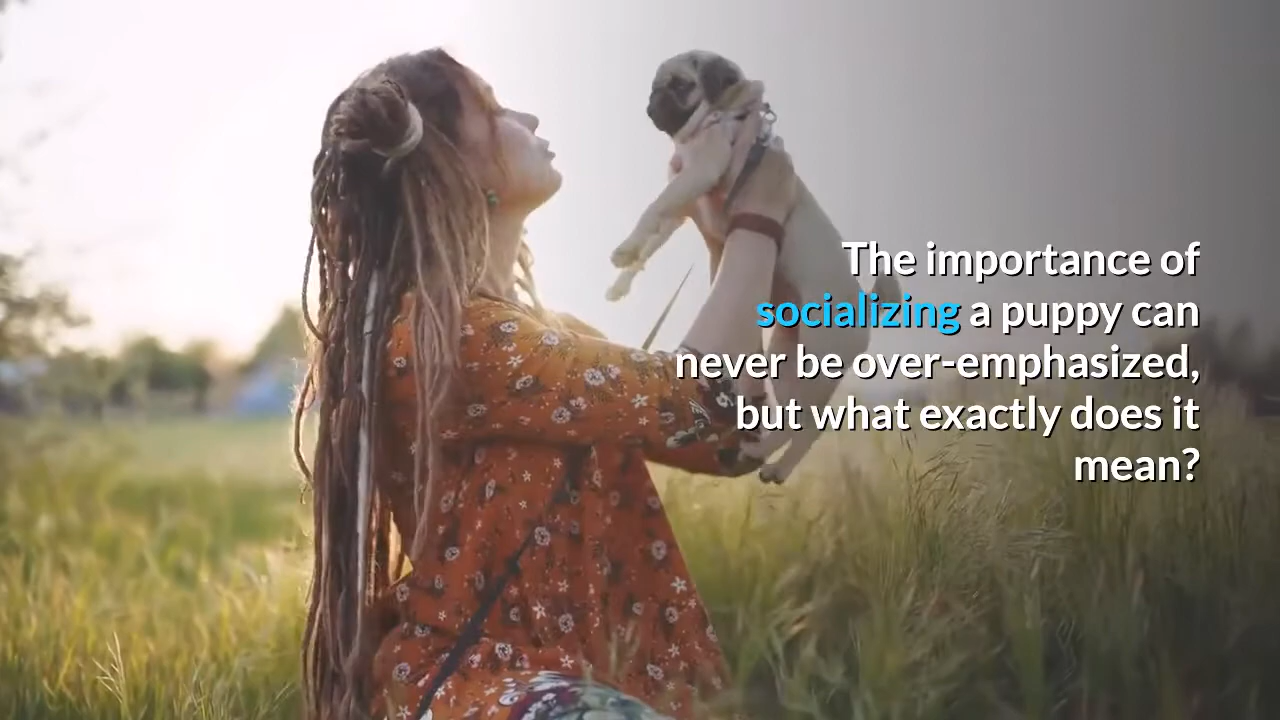 The importance of
socializing a puppy can
never be over-emphasized,
but what exactly does it
mean?